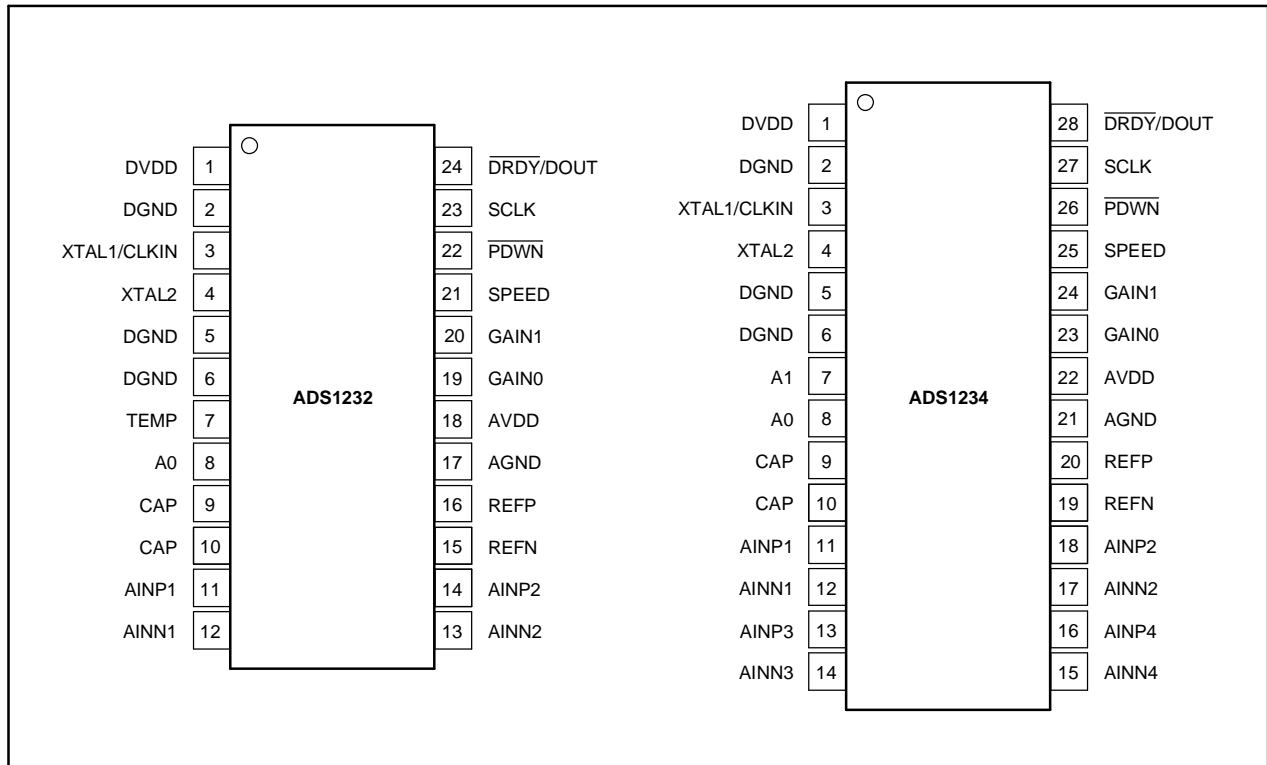 DVDD 1 24 D̅R̅D̅Y̅/DOUT
DGND 2 23 SCLK
XTAL1/CLKIN 3 22 P̅D̅W̅N̅
XTAL2 4 21 SPEED
DGND 5 20 GAIN1
DGND 6 19 GAIN0
ADS1232
TEMP 7 18 AVDD
A0 8 17 AGND
CAP 9 16 REFP
CAP 10 15 REFN
AINP1 11 14 AINP2
AINN1 12 13 AINN2
DVDD 1 28 D̅R̅D̅Y̅/DOUT
DGND 2 27 SCLK
XTAL1/CLKIN 3 26 P̅D̅W̅N̅
XTAL2 4 25 SPEED
DGND 5 24 GAIN1
DGND 6 23 GAIN0
A1 7 22 AVDD
ADS1234
A0 8 21 AGND
CAP 9 20 REFP
CAP 10 19 REFN
AINP1 11 18 AINP2
AINN1 12 17 AINN2
AINP3 13 16 AINP4
AINN3 14 15 AINN4